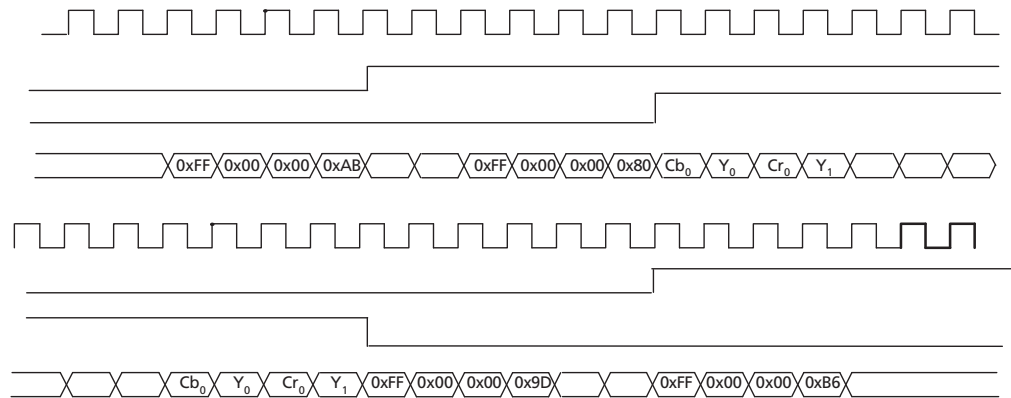 0xFF 0x00 0x00 0xAB 0xFF 0x00 0x00 0x80 Cb₀ Y₀ Cr₀ Y₁
Cb₀ Y₀ Cr₀ Y₁ 0xFF 0x00 0x00 0x9D 0xFF 0x00 0x00 0xB6